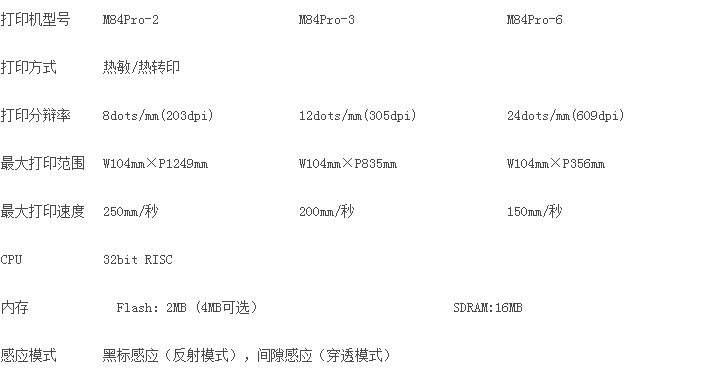 打印机型号 M84Pro-2 M84Pro-3 M84Pro-6
打印方式 热敏/热转印
打印分辩率 8dots/mm(203dpi) 12dots/mm(305dpi) 24dots/mm(609dpi)
最大打印范围 W104mm×P1249mm W104mm×P835mm W104mm×P356mm
最大打印速度 250mm/秒 200mm/秒 150mm/秒
CPU 32bit RISC
内存 Flash: 2MB (4MB可选) SDRAM:16MB
感应模式 黑标感应(反射模式),间隙感应(穿透模式)